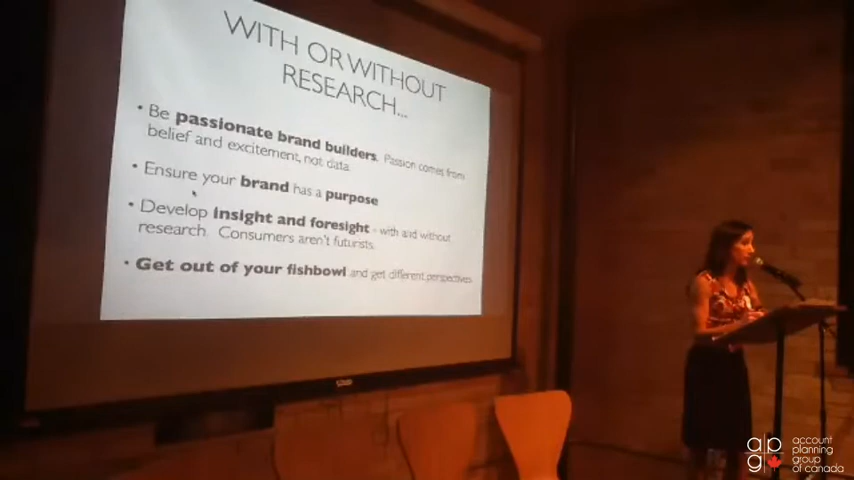 WITH OR WITHOUT
RESEARCH...
• Be passionate brand builders. Passion comes from
belief and excitement, not data.
• Ensure your brand has a purpose
• Develop insight and foresight - with and without
research. Consumers aren't futurists.
• Get out of your fishbowl and get different perspectives
apg
account
planning
group
of canada